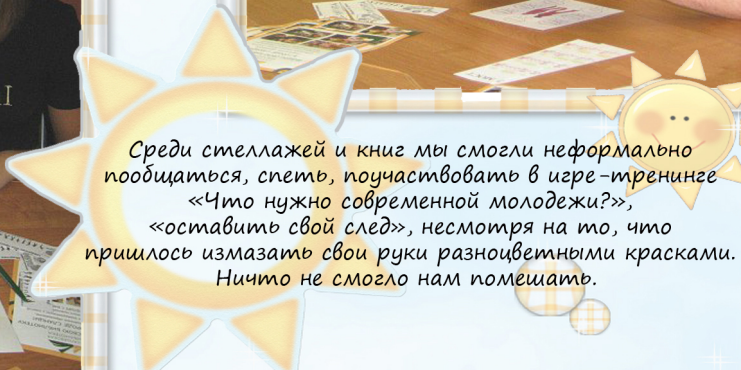 Среди стеллажей и книг мы смогли неформально
пообщаться, спеть, поучаствовать в игре-тренинге
«Что нужно современной молодежи?»,
«оставить свой след», несмотря на то, что
пришлось измазать свои руки разноцветными красками.
Ничто не смогло нам помешать.